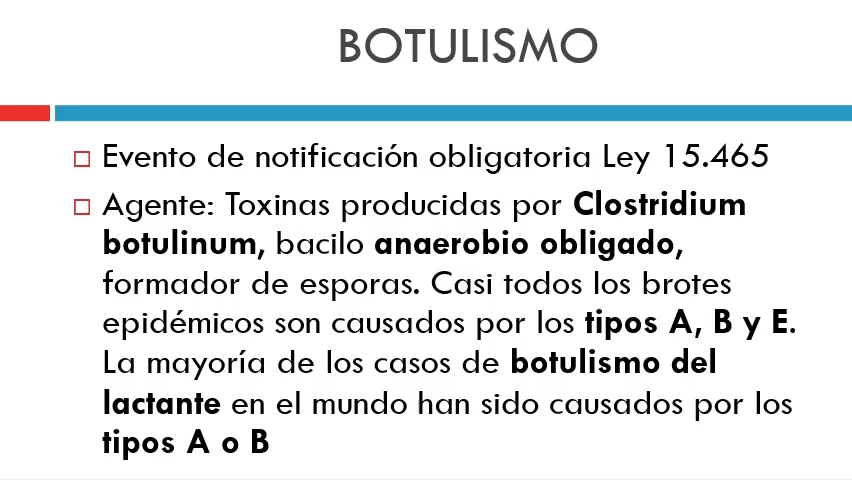 BOTULISMO
Evento de notificación obligatoria Ley 15.465
Agente: Toxinas producidas por Clostridium
botulinum, bacilo anaerobio obligado,
formador de esporas. Casi todos los brotes
epidémicos son causados por los tipos A, B y E.
La mayoría de los casos de botulismo del
lactante en el mundo han sido causados por los
tipos A o B